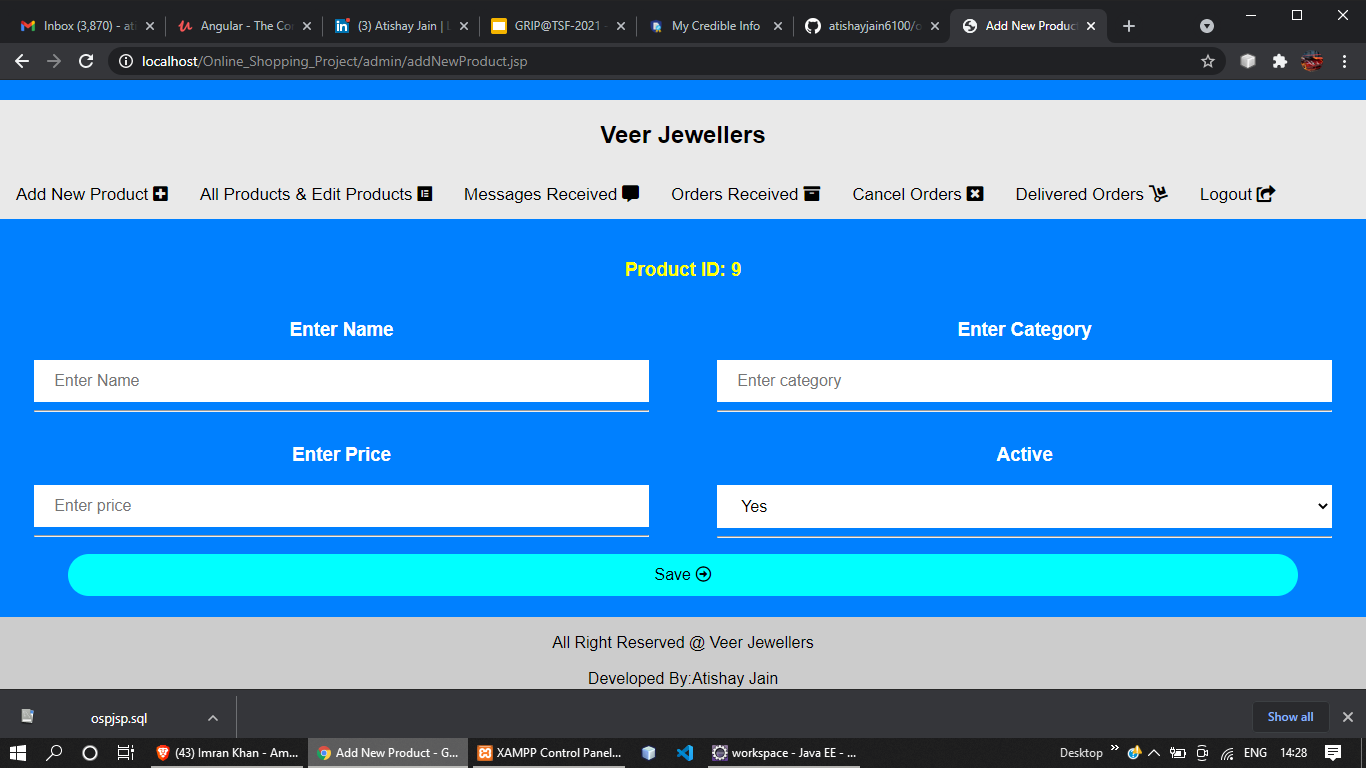 Inbox (3,870) - at
Angular - The Co
(3) Atishay Jain | L
GRIP@TSF-2021 -
My Credible Info
atishayjain6100/o
Add New Product
localhost/Online_Shopping_Project/admin/addNewProduct.jsp
Veer Jewellers
Add New Product All Products & Edit Products Messages Received Orders Received Cancel Orders Delivered Orders Logout
Product ID: 9
Enter Name Enter Category
Enter Name Enter category
Enter Price Active
Enter price Yes
Save
All Right Reserved @ Veer Jewellers
Developed By:Atishay Jain
ospjsp.sql Show all
(43) Imran Khan - Am... Add New Product - G... XAMPP Control Panel... workspace - Java EE - ... Desktop ENG 14:28